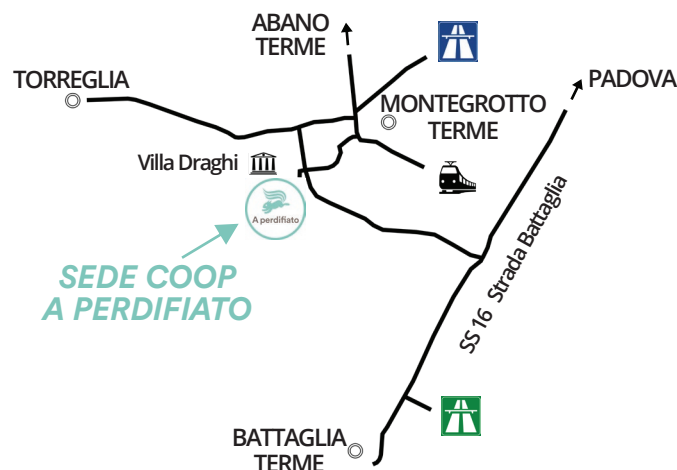 ABANO
TERME
TORREGLIA
PADOVA
MONTEGROTTO
TERME
Villa Draghi
A perdifiato
SEDE COOP
A PERDIFIATO
SS 16 Strada Battaglia
BATTAGLIA
TERME